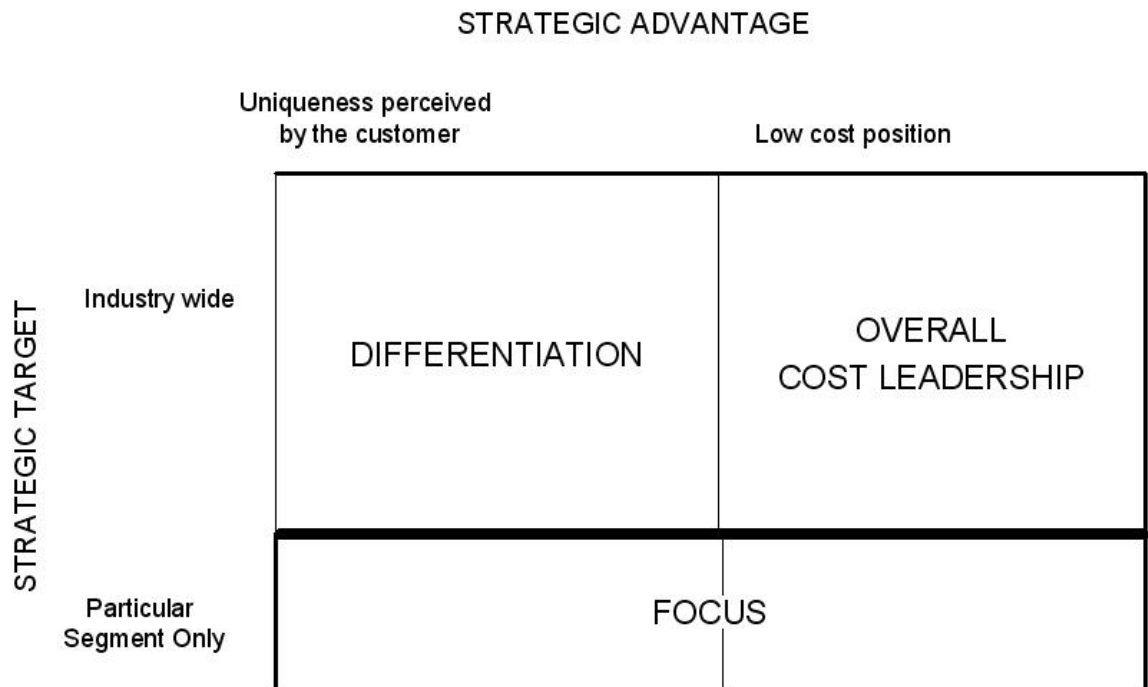 STRATEGIC ADVANTAGE
Uniqueness perceived
by the customer
Low cost position
Industry wide
DIFFERENTIATION
OVERALL
COST LEADERSHIP
STRATEGIC TARGET
Particular
Segment Only
FOCUS